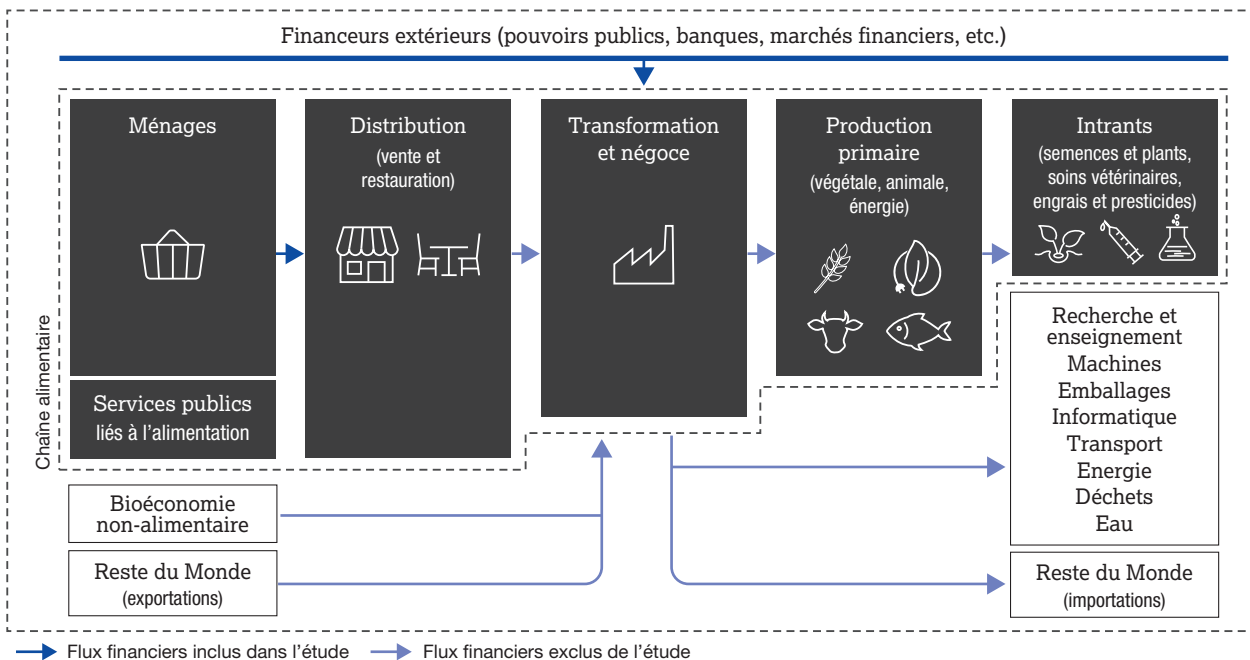 Financeurs extérieurs (pouvoirs publics, banques, marchés financiers, etc.)
Chaîne alimentaire
Ménages
Services publics
liés à l'alimentation
Distribution
(vente et
restauration)
Transformation
et négoce
Production
primaire
(végétale, animale,
énergie)
Intrants
(semences et plants,
soins vétérinaires,
engrais et presticides)
Recherche et
enseignement
Machines
Emballages
Informatique
Transport
Energie
Déchets
Eau
Bioéconomie
non-alimentaire
Reste du Monde
(exportations)
Reste du Monde
(importations)
Flux financiers inclus dans l'étude
Flux financiers exclus de l'étude